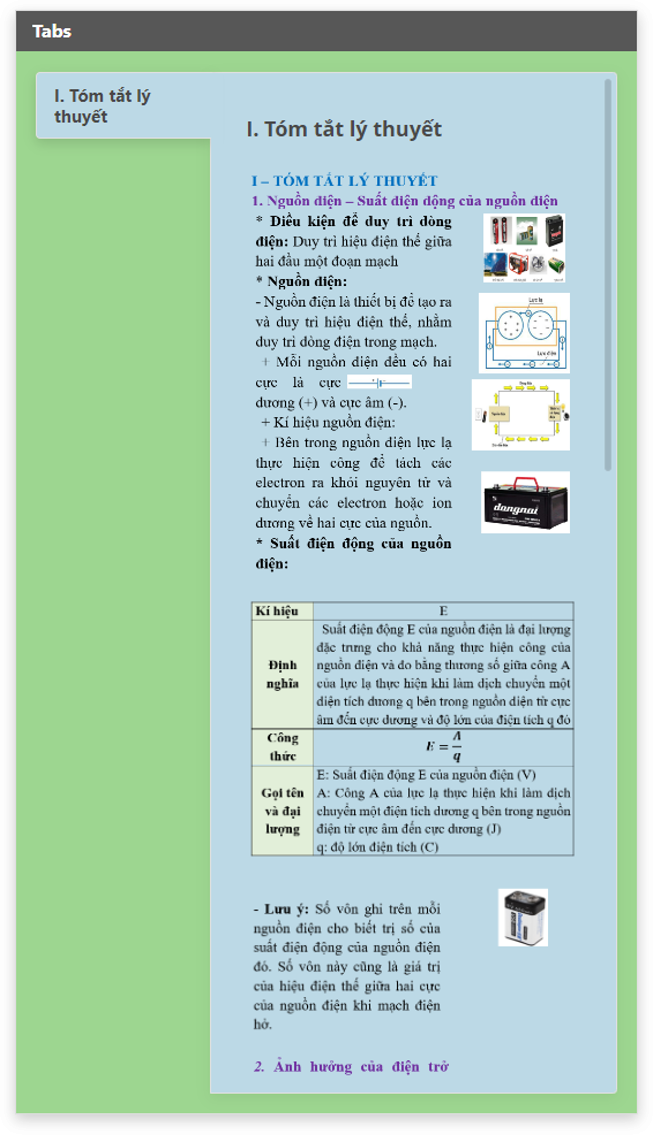 Tabs
I. Tóm tắt lý
thuyết
I. Tóm tắt lý thuyết
I – TÓM TẮT LÝ THUYẾT
1. Nguồn điện – Suất điện động của nguồn điện
* Điều kiện để duy trì dòng
điện: Duy trì hiệu điện thế giữa
hai đầu một đoạn mạch
* Nguồn điện:
- Nguồn điện là thiết bị để tạo ra
và duy trì hiệu điện thế, nhằm
duy trì dòng điện trong mạch.
+ Mỗi nguồn điện đều có hai
cực là cực
dương (+) và cực âm (-).
+ Kí hiệu nguồn điện:
+ Bên trong nguồn điện lực lạ
thực hiện công để tách các
electron ra khỏi nguyên tử và
chuyển các electron hoặc ion
dương về hai cực của nguồn.
* Suất điện động của nguồn
điện:
Lực lạ
Lực điện
dongnai
Kí hiệu E
Định nghĩa
Suất điện động E của nguồn điện là đại lượng
đặc trưng cho khả năng thực hiện công của
nguồn điện và đo bằng thương số giữa công A
của lực lạ thực hiện khi làm dịch chuyển một
điện tích dương q bên trong nguồn điện từ cực
âm đến cực dương và độ lớn của điện tích q đó
Công thức
E = A/q
Gọi tên và đại lượng
E: Suất điện động E của nguồn điện (V)
A: Công A của lực lạ thực hiện khi làm dịch
chuyển một điện tích dương q bên trong nguồn
điện từ cực âm đến cực dương (J)
q: độ lớn điện tích (C)
- Lưu ý: Số vôn ghi trên mỗi
nguồn điện cho biết trị số của
suất điện động của nguồn điện
đó. Số vôn này cũng là giá trị
của hiệu điện thế giữa hai cực
của nguồn điện khi mạch điện
hở.
2. Ảnh hưởng của điện trở